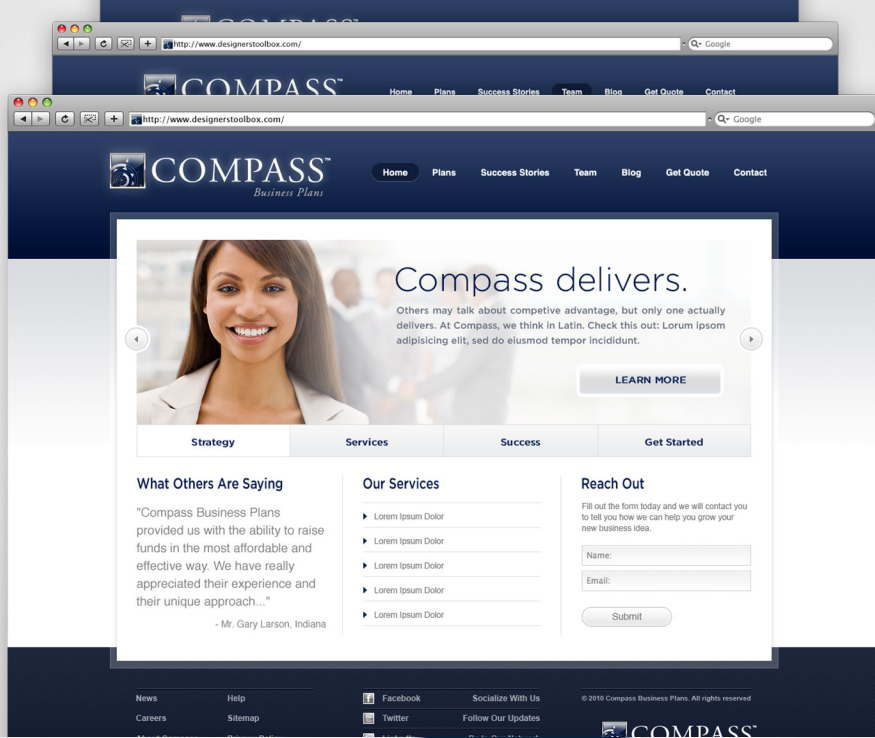 COMPASS
http://www.designerstoolbox.com/
Google
COMPASS™
Home Plans Success Stories Team Blog Get Quote Contact
http://www.designerstoolbox.com/
Google
COMPASS™
Business Plans
Home Plans Success Stories Team Blog Get Quote Contact
Compass delivers.
Others may talk about competive advantage, but only one actually
delivers. At Compass, we think in Latin. Check this out: Lorem ipsom
adipisicing elit, sed do eiusmod tempor incididunt.
LEARN MORE
Strategy Services Success Get Started
What Others Are Saying
"Compass Business Plans
provided us with the ability to raise
funds in the most affordable and
effective way. We have really
appreciated their experience and
their unique approach..."
- Mr. Gary Larson, Indiana
Our Services
Lorem Ipsum Dolor
Lorem Ipsum Dolor
Lorem Ipsum Dolor
Lorem Ipsum Dolor
Lorem Ipsum Dolor
Reach Out
Fill out the form today and we will contact you
to tell you how we can help you grow your
new business idea.
Name:
Email:
Submit
News Help
Careers Sitemap
Facebook Socialize With Us
Twitter Follow Our Updates
© 2010 Compass Business Plans. All rights reserved
COMPASS™